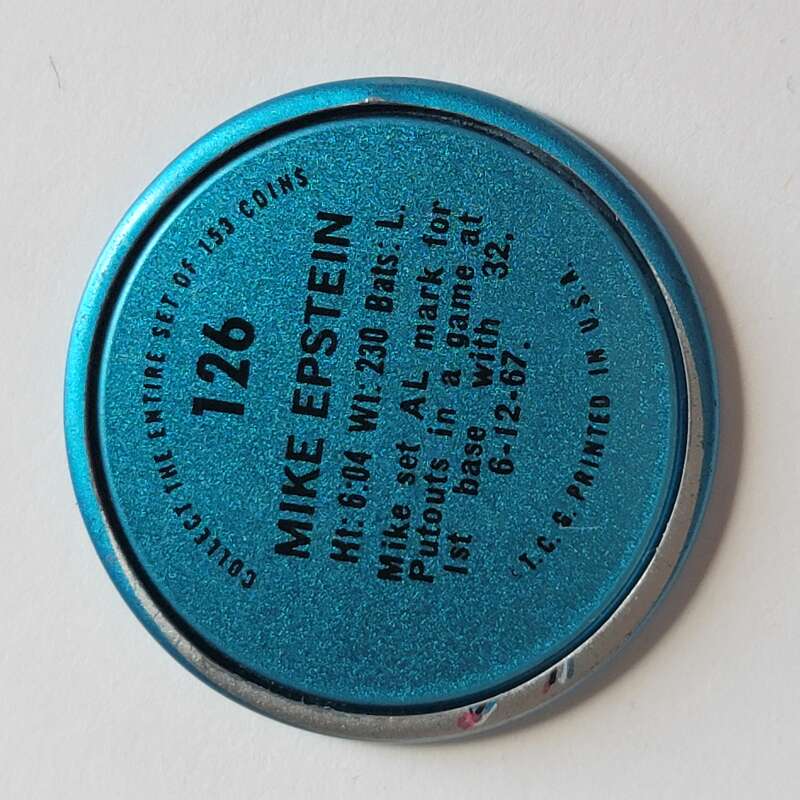 COLLECT THE ENTIRE SET OF 153 COINS
126
MIKE EPSTEIN
Ht: 6:04 Wt: 230 Bats: L.
Mike set AL mark for
Putouts in a game at
1st base with 32.
6-12-67.
T.C.G. PRINTED IN U.S.A.